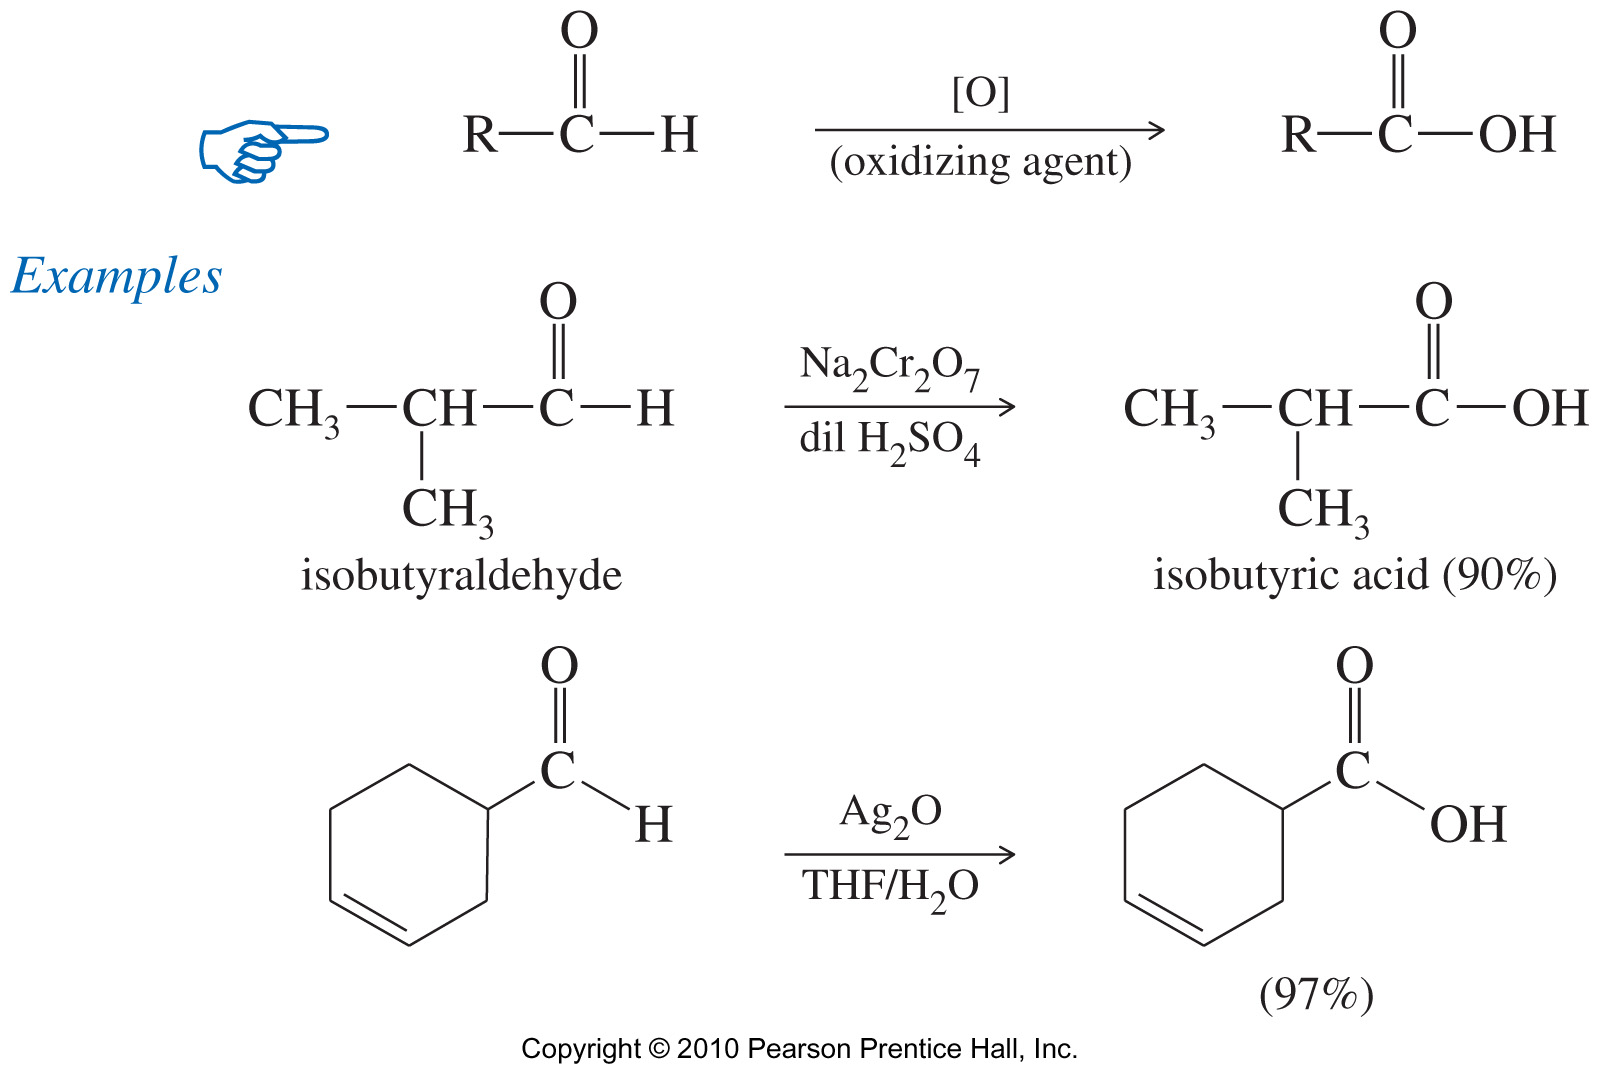 O O
R—C—H [O] R—C—OH
(oxidizing agent)
Examples
O O
CH₃—CH—C—H Na₂Cr₂O₇ CH₃—CH—C—OH
dil H₂SO₄
CH₃ CH₃
isobutyraldehyde isobutyric acid (90%)
O O
C C
H Ag₂O OH
THF/H₂O
(97%)
Copyright © 2010 Pearson Prentice Hall, Inc.